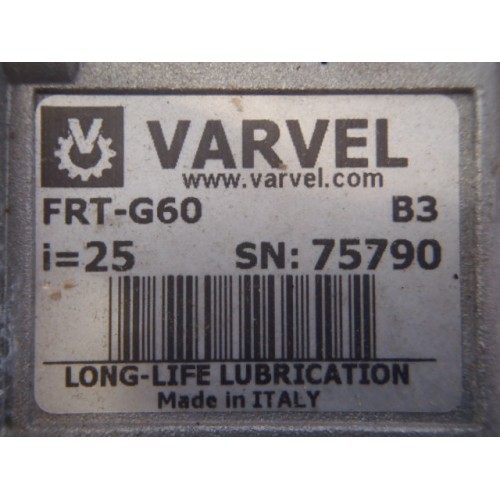 VARVEL
www.varvel.com
FRT-G60 B3
i=25 SN: 75790
LONG-LIFE LUBRICATION
Made in ITALY